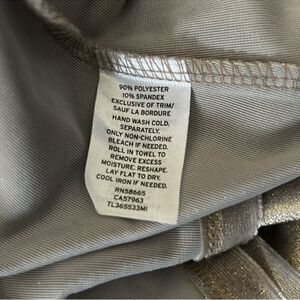 90% POLYESTER
10% SPANDEX
EXCLUSIVE OF TRIM/
SAUF LA BORDURE
HAND WASH COLD.
SEPARATELY.
ONLY NON-CHLORINE
BLEACH IF NEEDED.
ROLL IN TOWEL TO
REMOVE EXCESS
MOISTURE. RESHAPE.
LAY FLAT TO DRY.
COOL IRON IF NEEDED.
RN58665
CA57963
TL365533MI